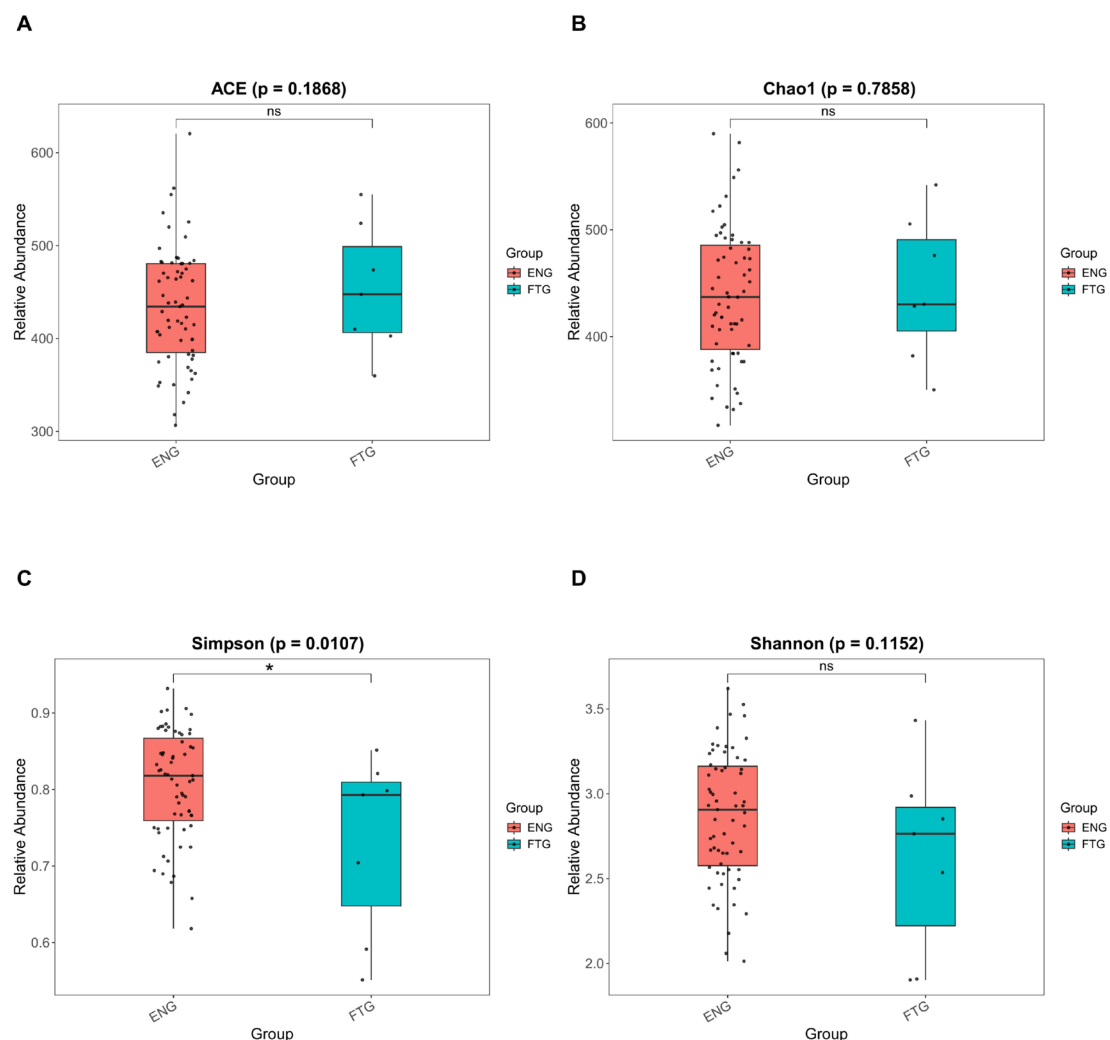 A
B
ACE (p = 0.1868)
ns
Relative Abundance
600
500
400
300
ENG
FTG
Group
Group
ENG
FTG
Chao1 (p = 0.7858)
ns
Relative Abundance
600
500
400
ENG
FTG
Group
Group
ENG
FTG
C
D
Simpson (p = 0.0107)
*
Relative Abundance
0.9
0.8
0.7
0.6
ENG
FTG
Group
Group
ENG
FTG
Shannon (p = 0.1152)
ns
Relative Abundance
3.5
3.0
2.5
2.0
ENG
FTG
Group
Group
ENG
FTG